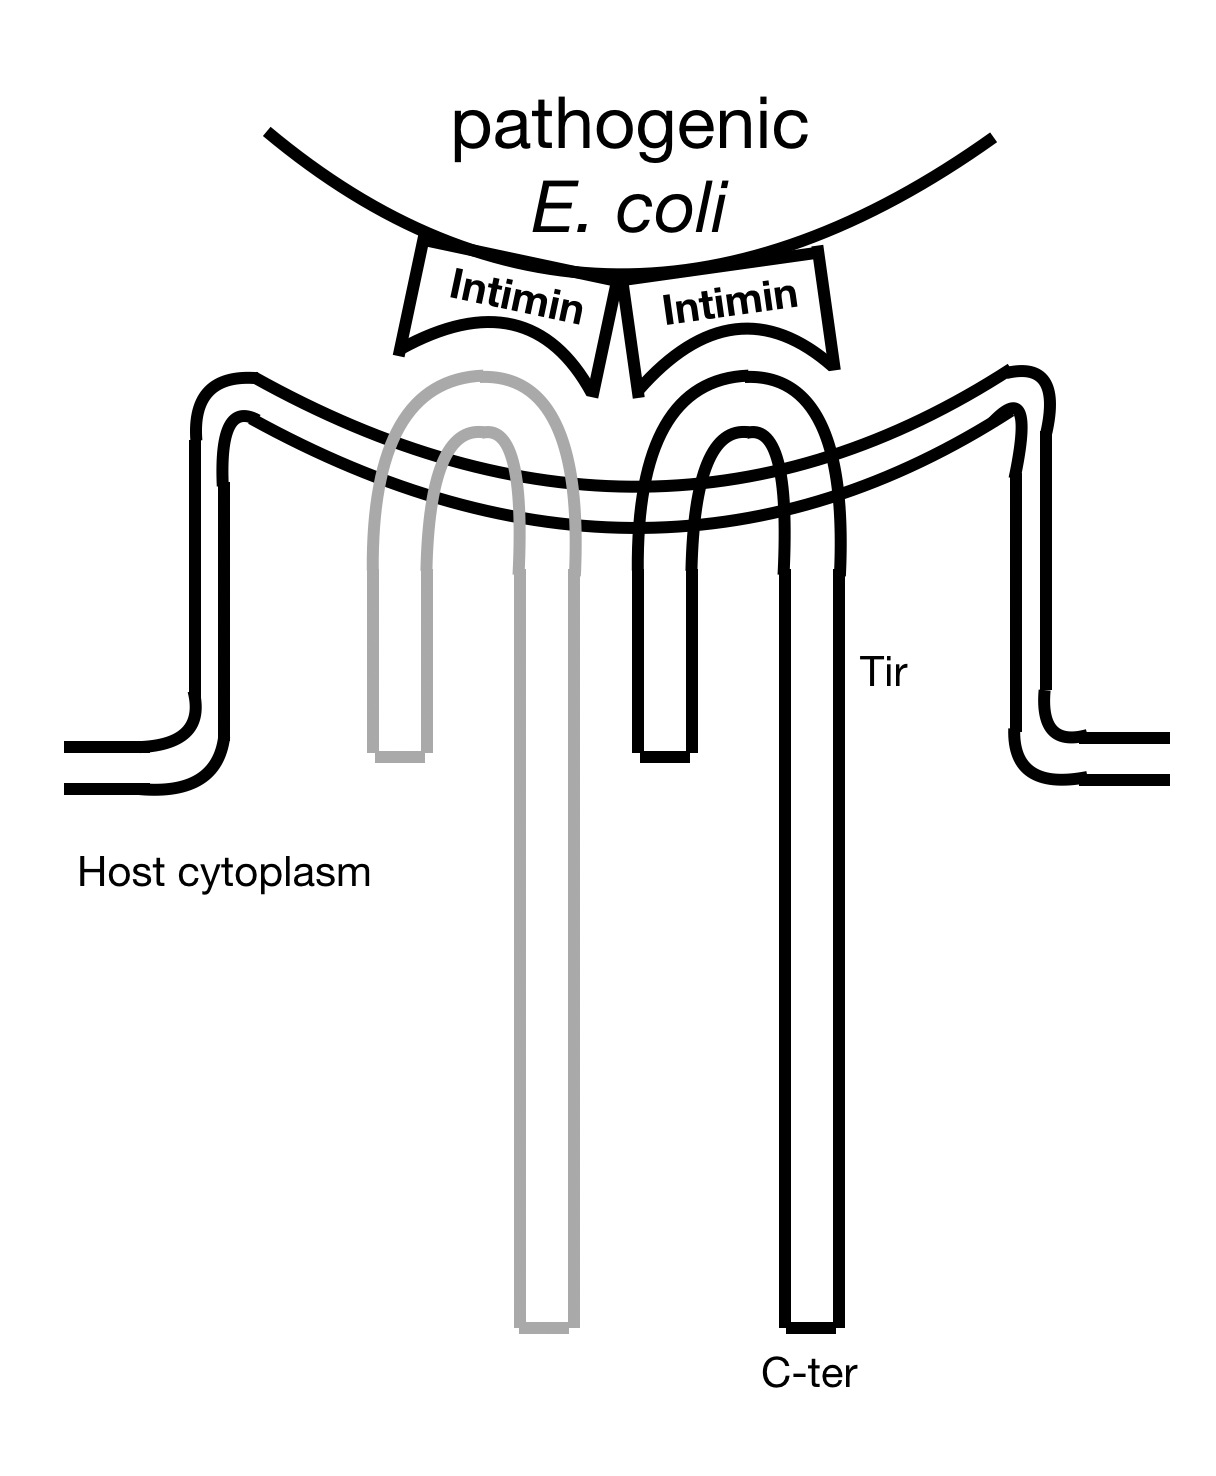 pathogenic
E. coli
Intimin
Intimin
Tir
Host cytoplasm
C-ter